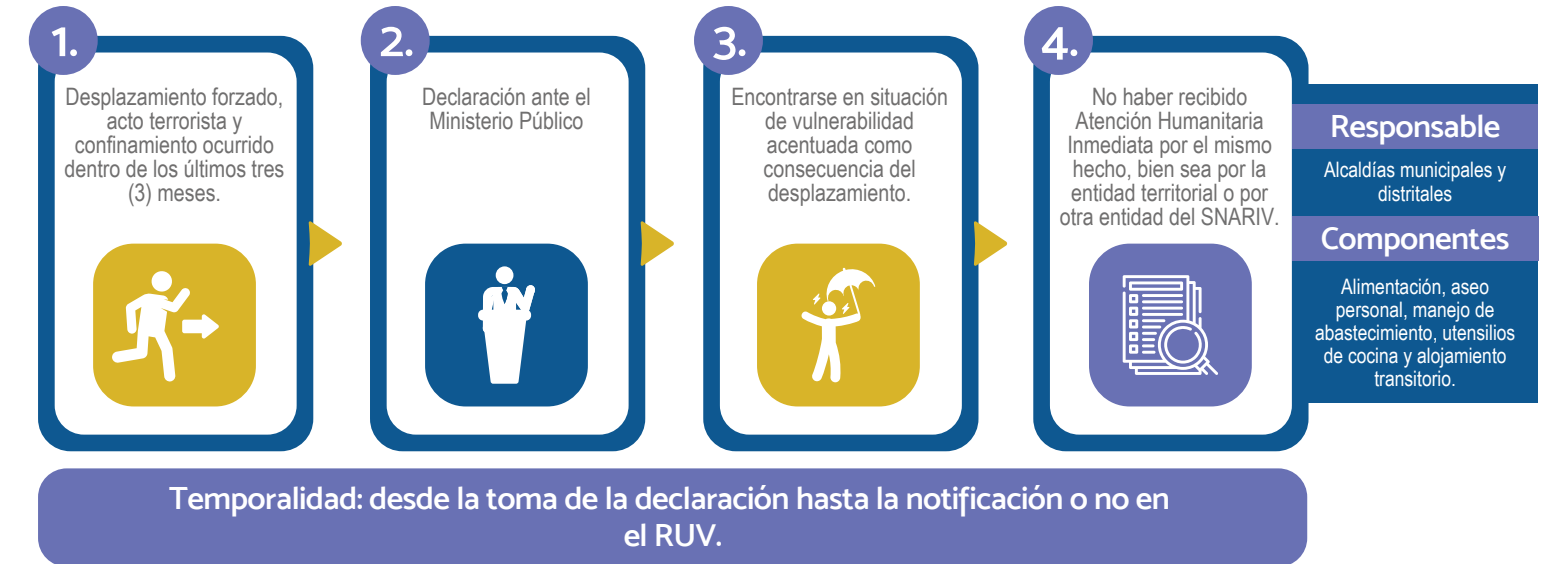 1.
Desplazamiento forzado,
acto terrorista y
confinamiento ocurrido
dentro de los últimos tres
(3) meses.
2.
Declaración ante el
Ministerio Público
3.
Encontrarse en situación
de vulnerabilidad
acentuada como
consecuencia del
desplazamiento.
4.
No haber recibido
Atención Humanitaria
Inmediata por el mismo
hecho, bien sea por la
entidad territorial o por
otra entidad del SNARIV.
Responsable
Alcaldías municipales y
distritales
Componentes
Alimentación, aseo
personal, manejo de
abastecimiento, utensilios
de cocina y alojamiento
transitorio.
Temporalidad: desde la toma de la declaración hasta la notificación o no en
el RUV.